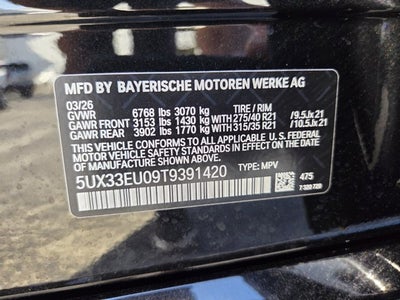 MFD BY BAYERISCHE MOTOREN WERKE AG
03/26 TIRE / RIM
GVWR 6768 lbs 3070 kg
GAWR FRONT 3153 lbs 1430 kg WITH 275/40 R21 /9.5Jx21
GAWR REAR 3902 lbs 1770 kg WITH 315/35 R21 /10.5Jx21
THIS VEHICLE CONFORMS TO ALL APPLICABLE
FEDERAL MOTOR VEHICLE SAFETY STANDARDS
IN EFFECT ON THE DATE OF
MANUFACTURE SHOWN ABOVE.
5UX33EU09T9391420 TYPE: MPV
475
7 322 720